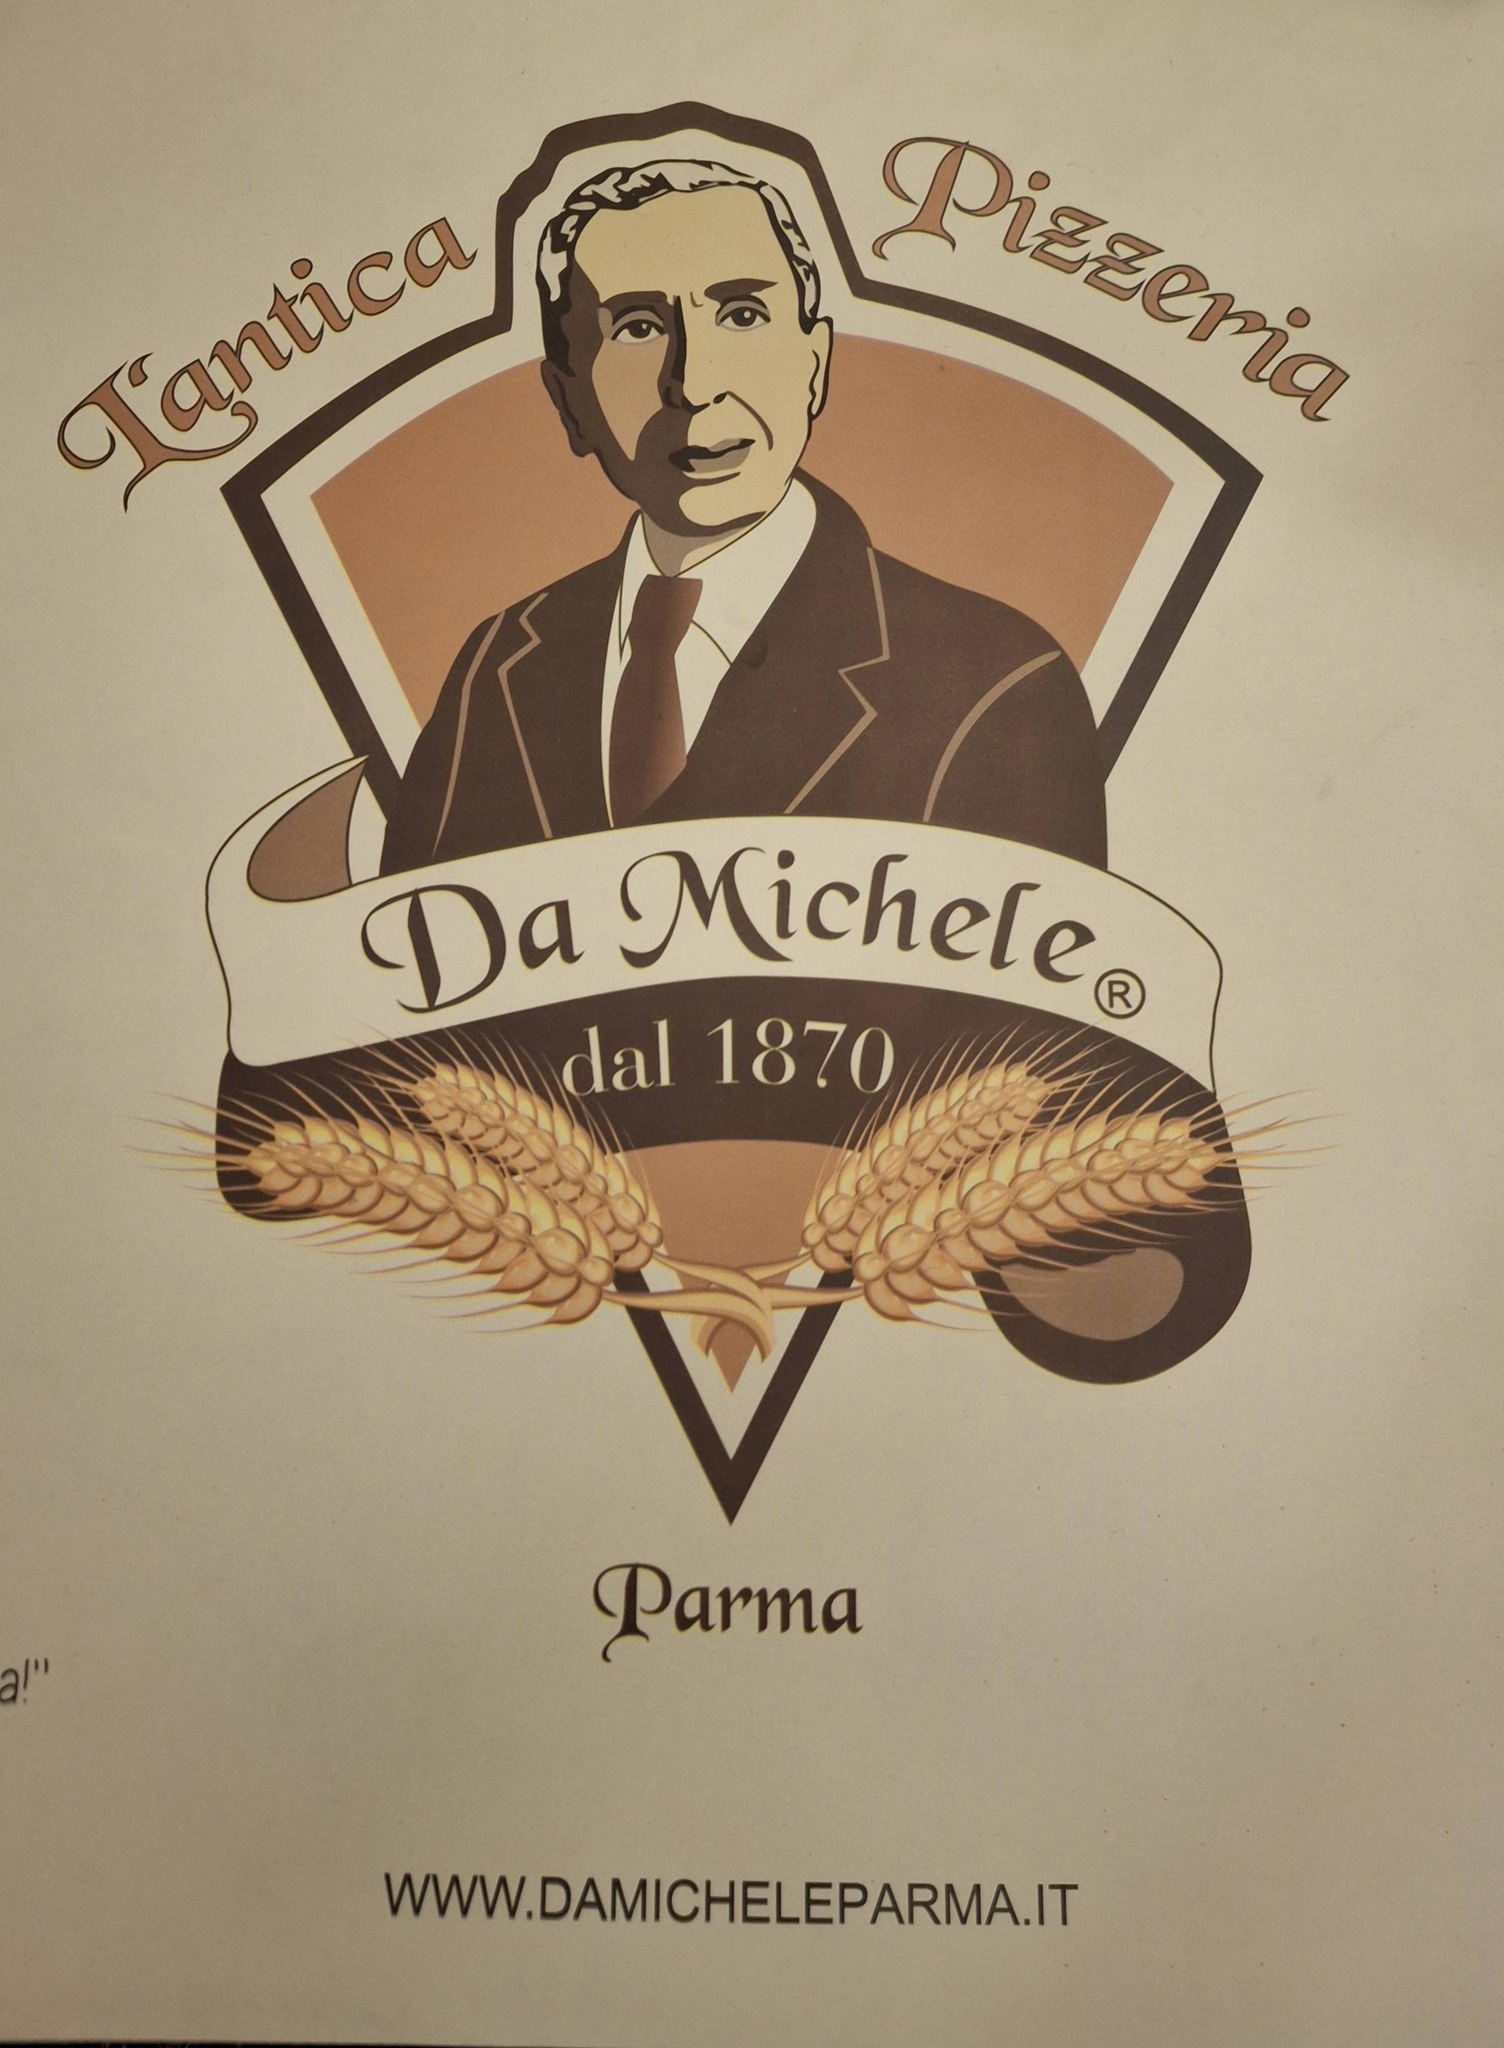 L'antica Pizzeria
Da Michele®
dal 1870
Parma
a!"
WWW.DAMICHELEPARMA.IT